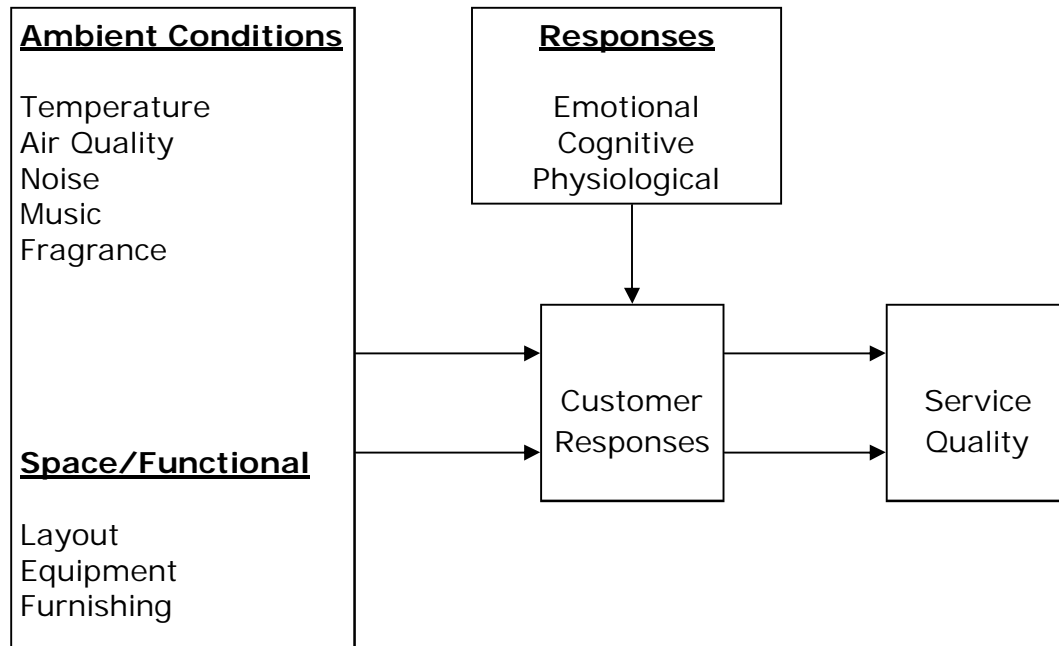 Ambient Conditions
Temperature
Air Quality
Noise
Music
Fragrance
Space/Functional
Layout
Equipment
Furnishing
Responses
Emotional
Cognitive
Physiological
Customer
Responses
Service
Quality